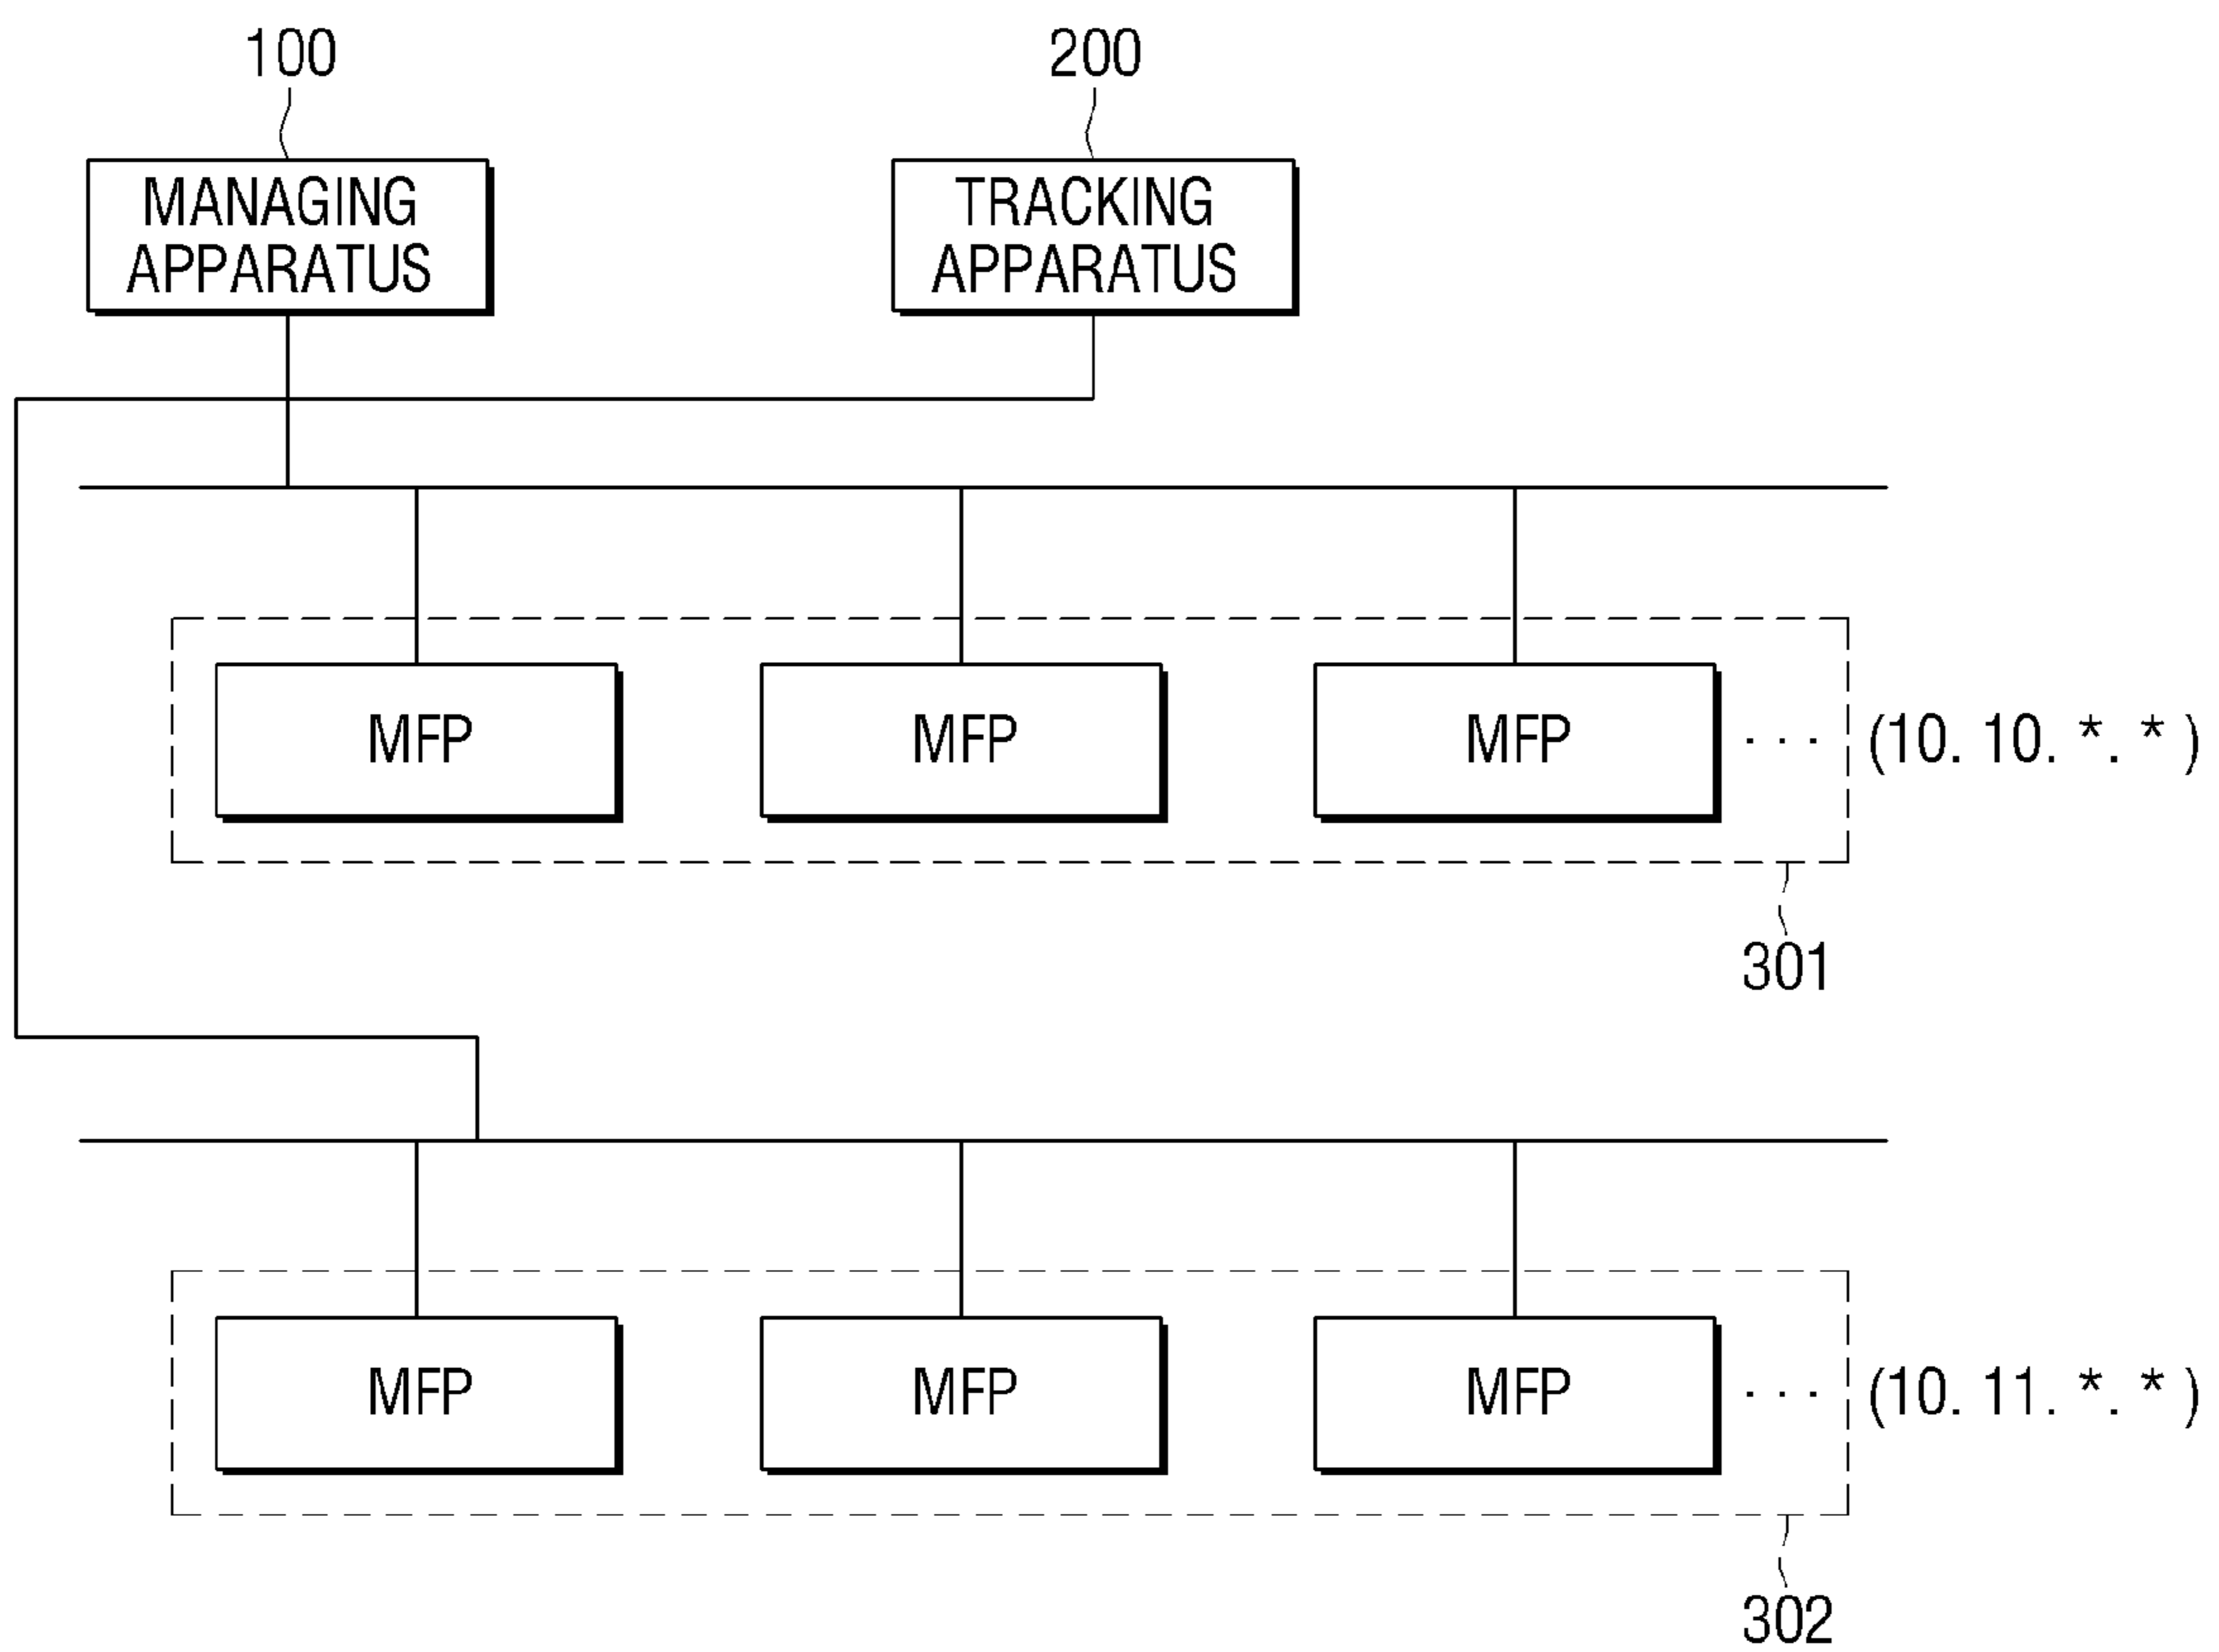 100
200
MANAGING
APPARATUS
TRACKING
APPARATUS
MFP
MFP
MFP
. . .
(10. 10. *. *)
301
MFP
MFP
MFP
. . .
(10. 11. *. *)
302